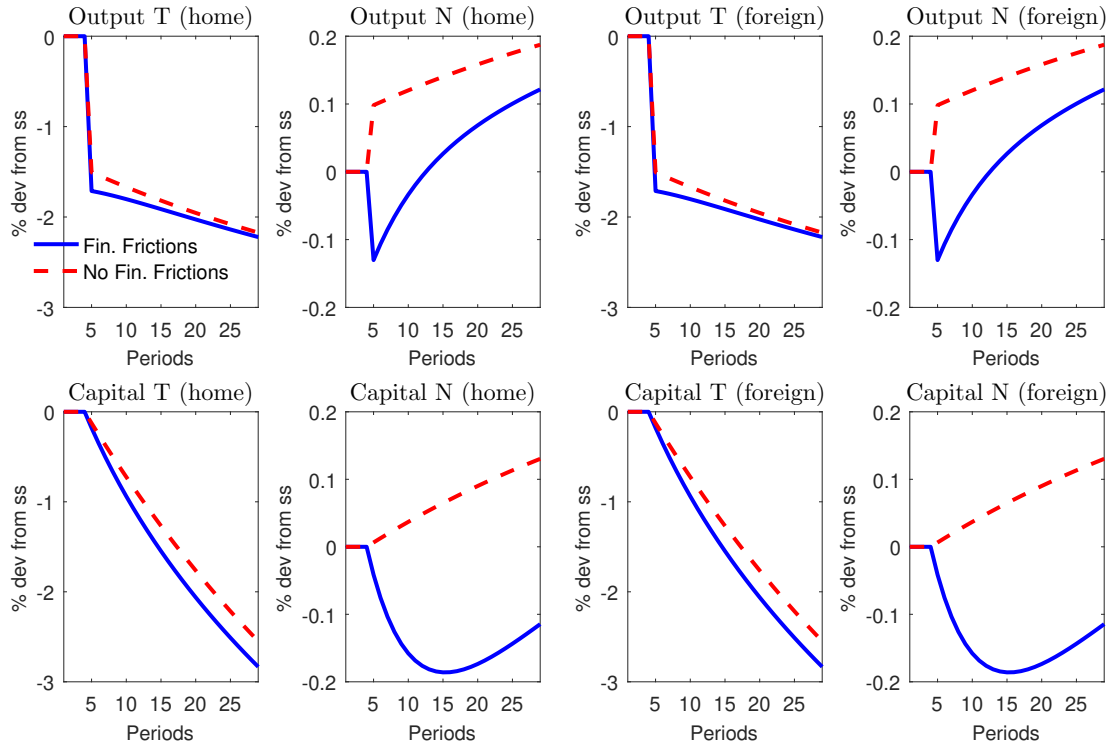 Output T (home)
% dev from ss
0
-1
-2
-3
5 10 15 20 25
Periods
Fin. Frictions
No Fin. Frictions
Output N (home)
% dev from ss
0.2
0.1
0
-0.1
-0.2
5 10 15 20 25
Periods
Output T (foreign)
% dev from ss
0
-1
-2
-3
5 10 15 20 25
Periods
Output N (foreign)
% dev from ss
0.2
0.1
0
-0.1
-0.2
5 10 15 20 25
Periods
Capital T (home)
% dev from ss
0
-1
-2
-3
5 10 15 20 25
Periods
Capital N (home)
% dev from ss
0.2
0.1
0
-0.1
-0.2
5 10 15 20 25
Periods
Capital T (foreign)
% dev from ss
0
-1
-2
-3
5 10 15 20 25
Periods
Capital N (foreign)
% dev from ss
0.2
0.1
0
-0.1
-0.2
5 10 15 20 25
Periods